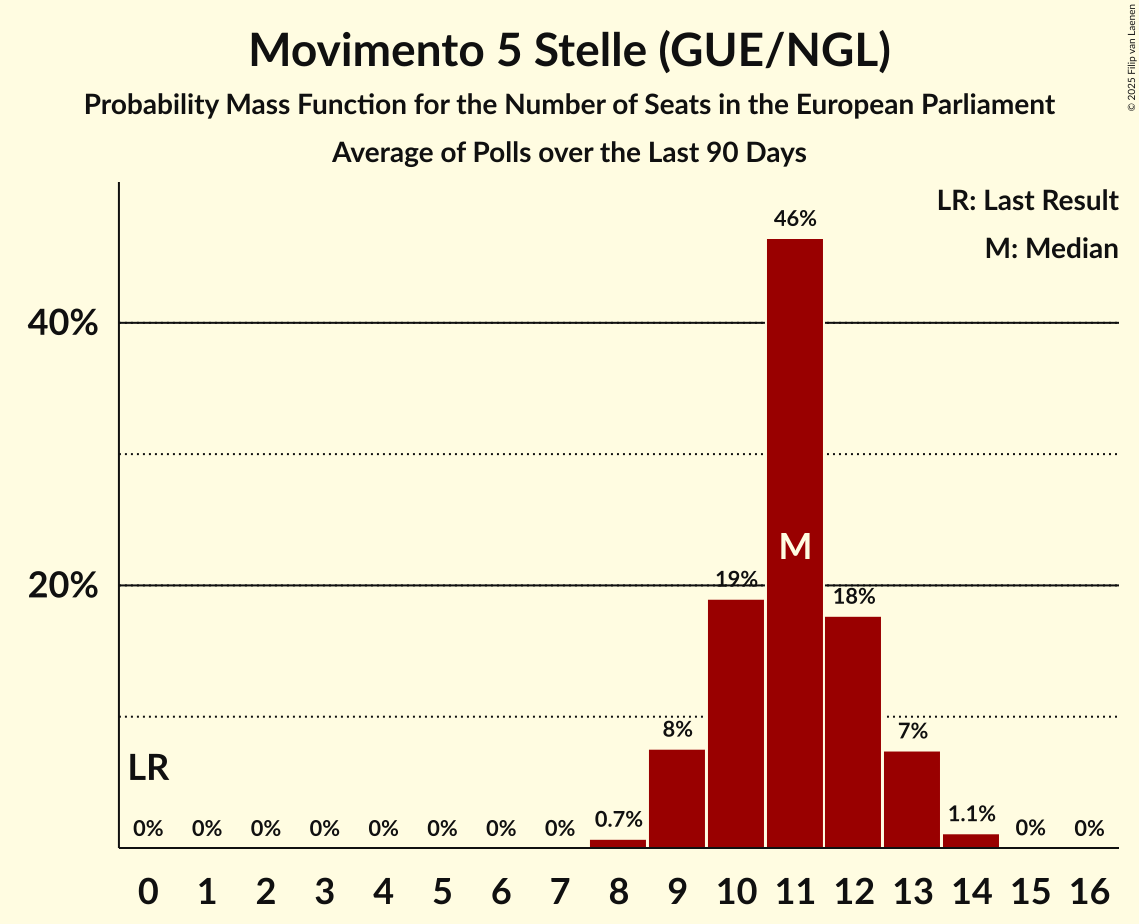 Movimento 5 Stelle (GUE/NGL)
Probability Mass Function for the Number of Seats in the European Parliament
Average of Polls over the Last 90 Days
© 2025 Filip van Laenen
LR: Last Result
M: Median
46%
40%
M
20%
19%
18%
8%
7%
LR
0% 0% 0% 0% 0% 0% 0% 0% 0.7% 1.1% 0% 0%
0 1 2 3 4 5 6 7 8 9 10 11 12 13 14 15 16